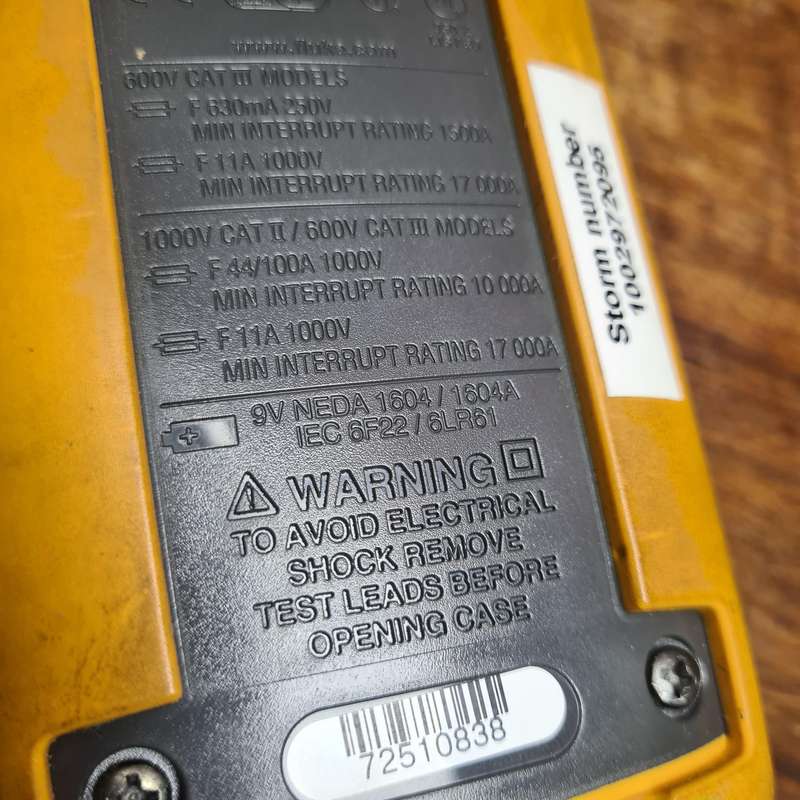 www.fluke.com
600V CAT III MODELS
F 630mA 250V
MIN INTERRUPT RATING 1500A
F 11A 1000V
MIN INTERRUPT RATING 17 000A
1000V CAT II / 600V CAT III MODELS
F 44/100A 1000V
MIN INTERRUPT RATING 10 000A
F 11A 1000V
MIN INTERRUPT RATING 17 000A
9V NEDA 1604 / 1604A
IEC 6F22 / 6LR61
WARNING
TO AVOID ELECTRICAL
SHOCK REMOVE
TEST LEADS BEFORE
OPENING CASE
72510838
Storm number
1002972095